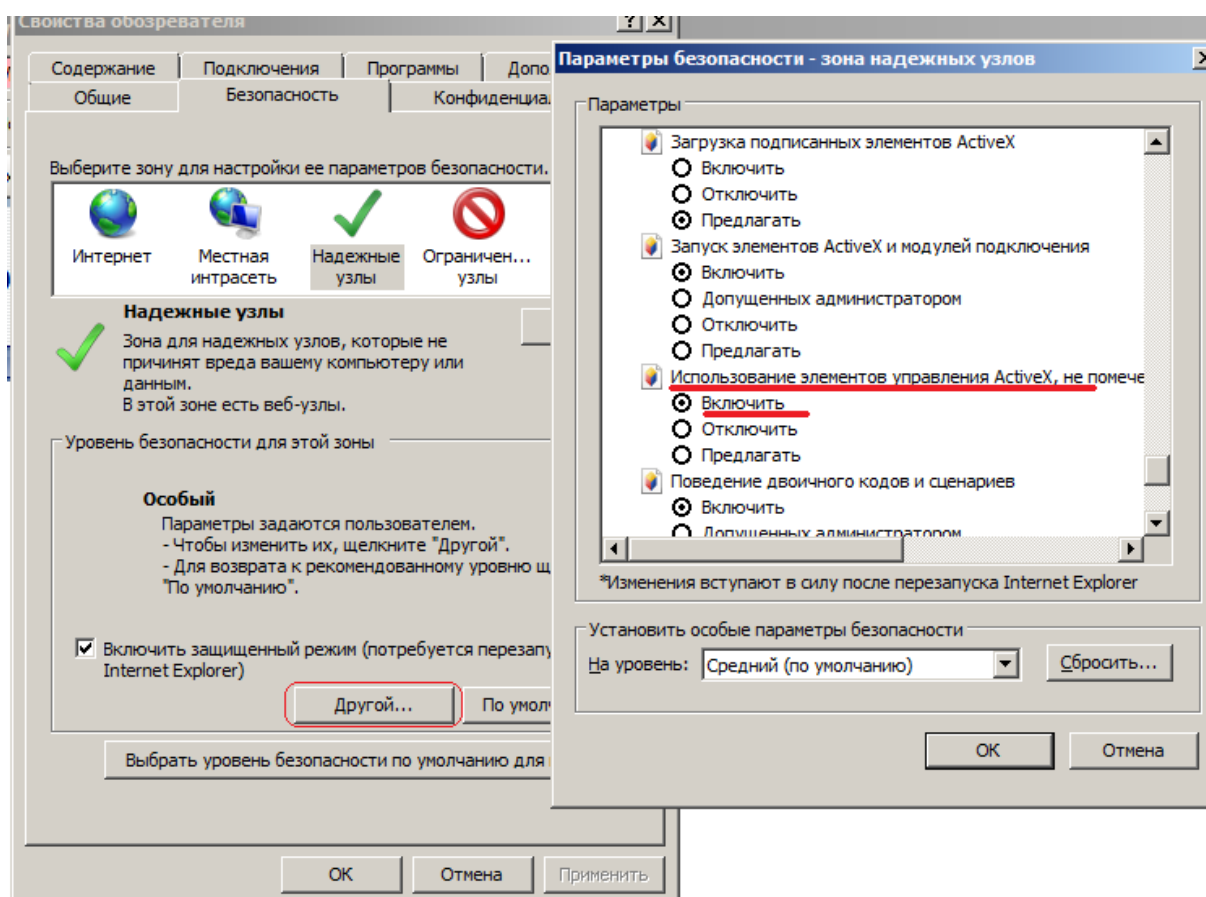 Свойства обозревателя
Содержание
Подключения
Программы
Допо
Общие
Безопасность
Конфиденциа
Выберите зону для настройки ее параметров безопасности.
Интернет
Местная
интрасеть
Надежные
узлы
Ограничен...
узлы
Надежные узлы
Зона для надежных узлов, которые не
причинят вреда вашему компьютеру или
данным.
В этой зоне есть веб-узлы.
Уровень безопасности для этой зоны
Особый
Параметры задаются пользователем.
- Чтобы изменить их, щелкните "Другой".
- Для возврата к рекомендованному уровню щ
"По умолчанию".
Включить защищенный режим (потребуется перезапу
Internet Explorer)
Другой...
По умол
Выбрать уровень безопасности по умолчанию для
ОК
Отмена
Применить
Параметры безопасности - зона надежных узлов
Параметры
Загрузка подписанных элементов ActiveX
Включить
Отключить
Предлагать
Запуск элементов ActiveX и модулей подключения
Включить
Допущенных администратором
Отключить
Предлагать
Использование элементов управления ActiveX, не помече
Включить
Отключить
Предлагать
Поведение двоичного кодов и сценариев
Включить
Допущенных администратором
*Изменения вступают в силу после перезапуска Internet Explorer
Установить особые параметры безопасности
На уровень:
Средний (по умолчанию)
Сбросить...
ОК
Отмена